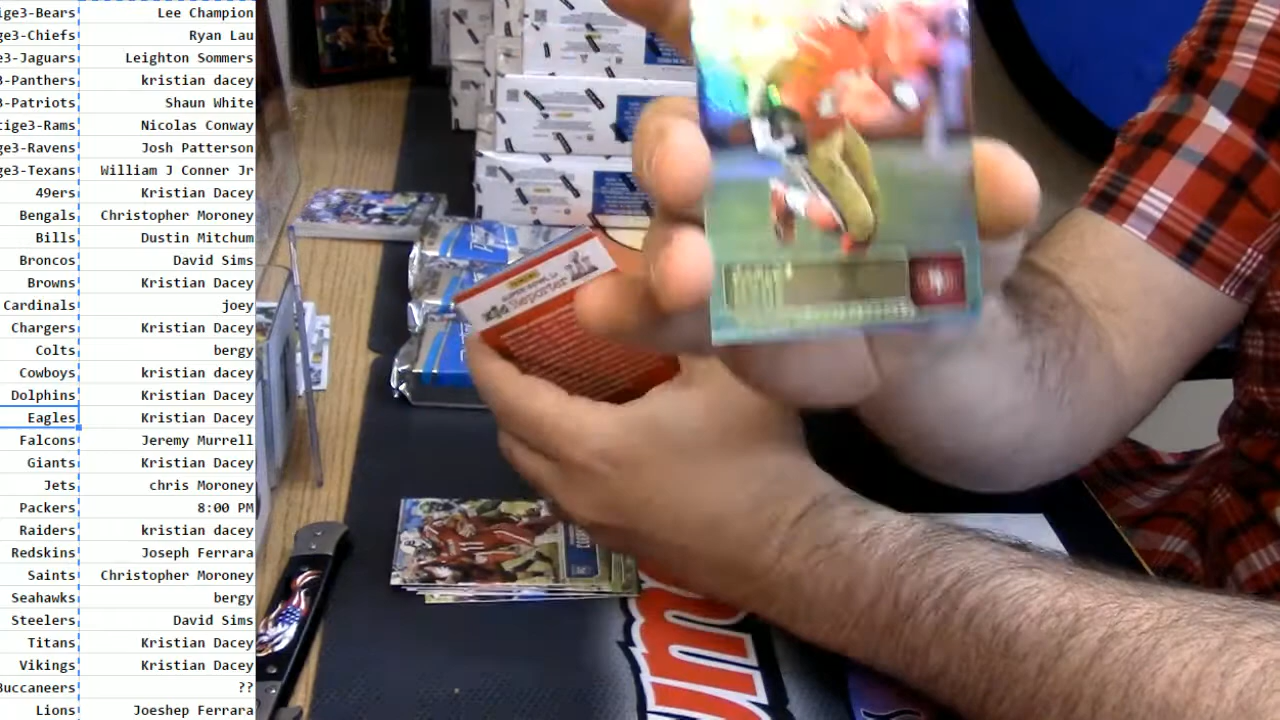 ige3-Bears Lee Champion
ge3-Chiefs Ryan Lau
e3-Jaguars Leighton Sommers
3-Panthers kristian dacey
3-Patriots Shaun White
tige3-Rams Nicolas Conway
ge3-Ravens Josh Patterson
ge3-Texans William J Conner Jr
49ers Kristian Dacey
Bengals Christopher Moroney
Bills Dustin Mitchum
Broncos David Sims
Browns Kristian Dacey
Cardinals joey
Chargers Kristian Dacey
Colts bergy
Cowboys kristian dacey
Dolphins Kristian Dacey
Eagles Kristian Dacey
Falcons Jeremy Murrell
Giants Kristian Dacey
Jets chris Moroney
Packers 8:00 PM
Raiders kristian dacey
Redskins Joseph Ferrara
Saints Christopher Moroney
Seahawks bergy
Steelers David Sims
Titans Kristian Dacey
Vikings Kristian Dacey
Buccaneers ??
Lions Joeshep Ferrara
Reporter